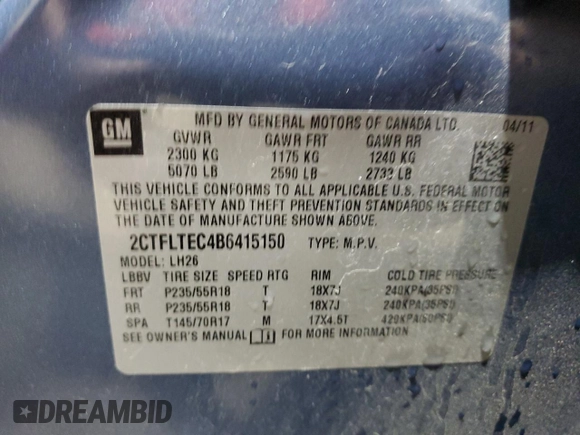 GM
MFD BY GENERAL MOTORS OF CANADA LTD. 04/11
GVWR GAWR FRT GAWR RR
2300 KG 1175 KG 1240 KG
5070 LB 2590 LB 2733 LB
THIS VEHICLE CONFORMS TO ALL APPLICABLE U.S. FEDERAL MOTOR
VEHICLE SAFETY AND THEFT PREVENTION STANDARDS IN EFFECT ON
THE DATE OF MANUFACTURE SHOWN ABOVE.
2CTFLTEC4B6415150 TYPE: M.P.V.
MODEL: LH26
LBBV TIRE SIZE SPEED RTG RIM COLD TIRE PRESSURE
FRT P235/55R18 T 18X7J 240KPA(35PSI)
RR P235/55R18 T 18X7J 240KPA(35PSI)
SPA T145/70R17 M 17X4.5T 420KPA(60PSI)
SEE OWNER'S MANUAL FOR MORE INFORMATION
DREAMBID